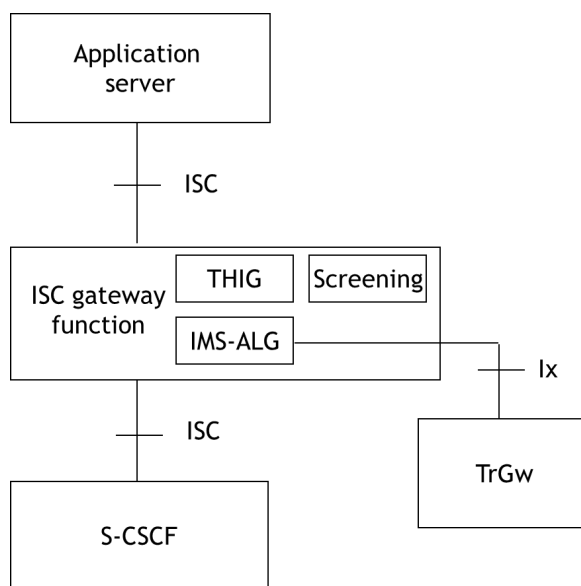 Application
server
ISC
THIG
Screening
ISC gateway
function
IMS-ALG
Ix
ISC
TrGw
S-CSCF